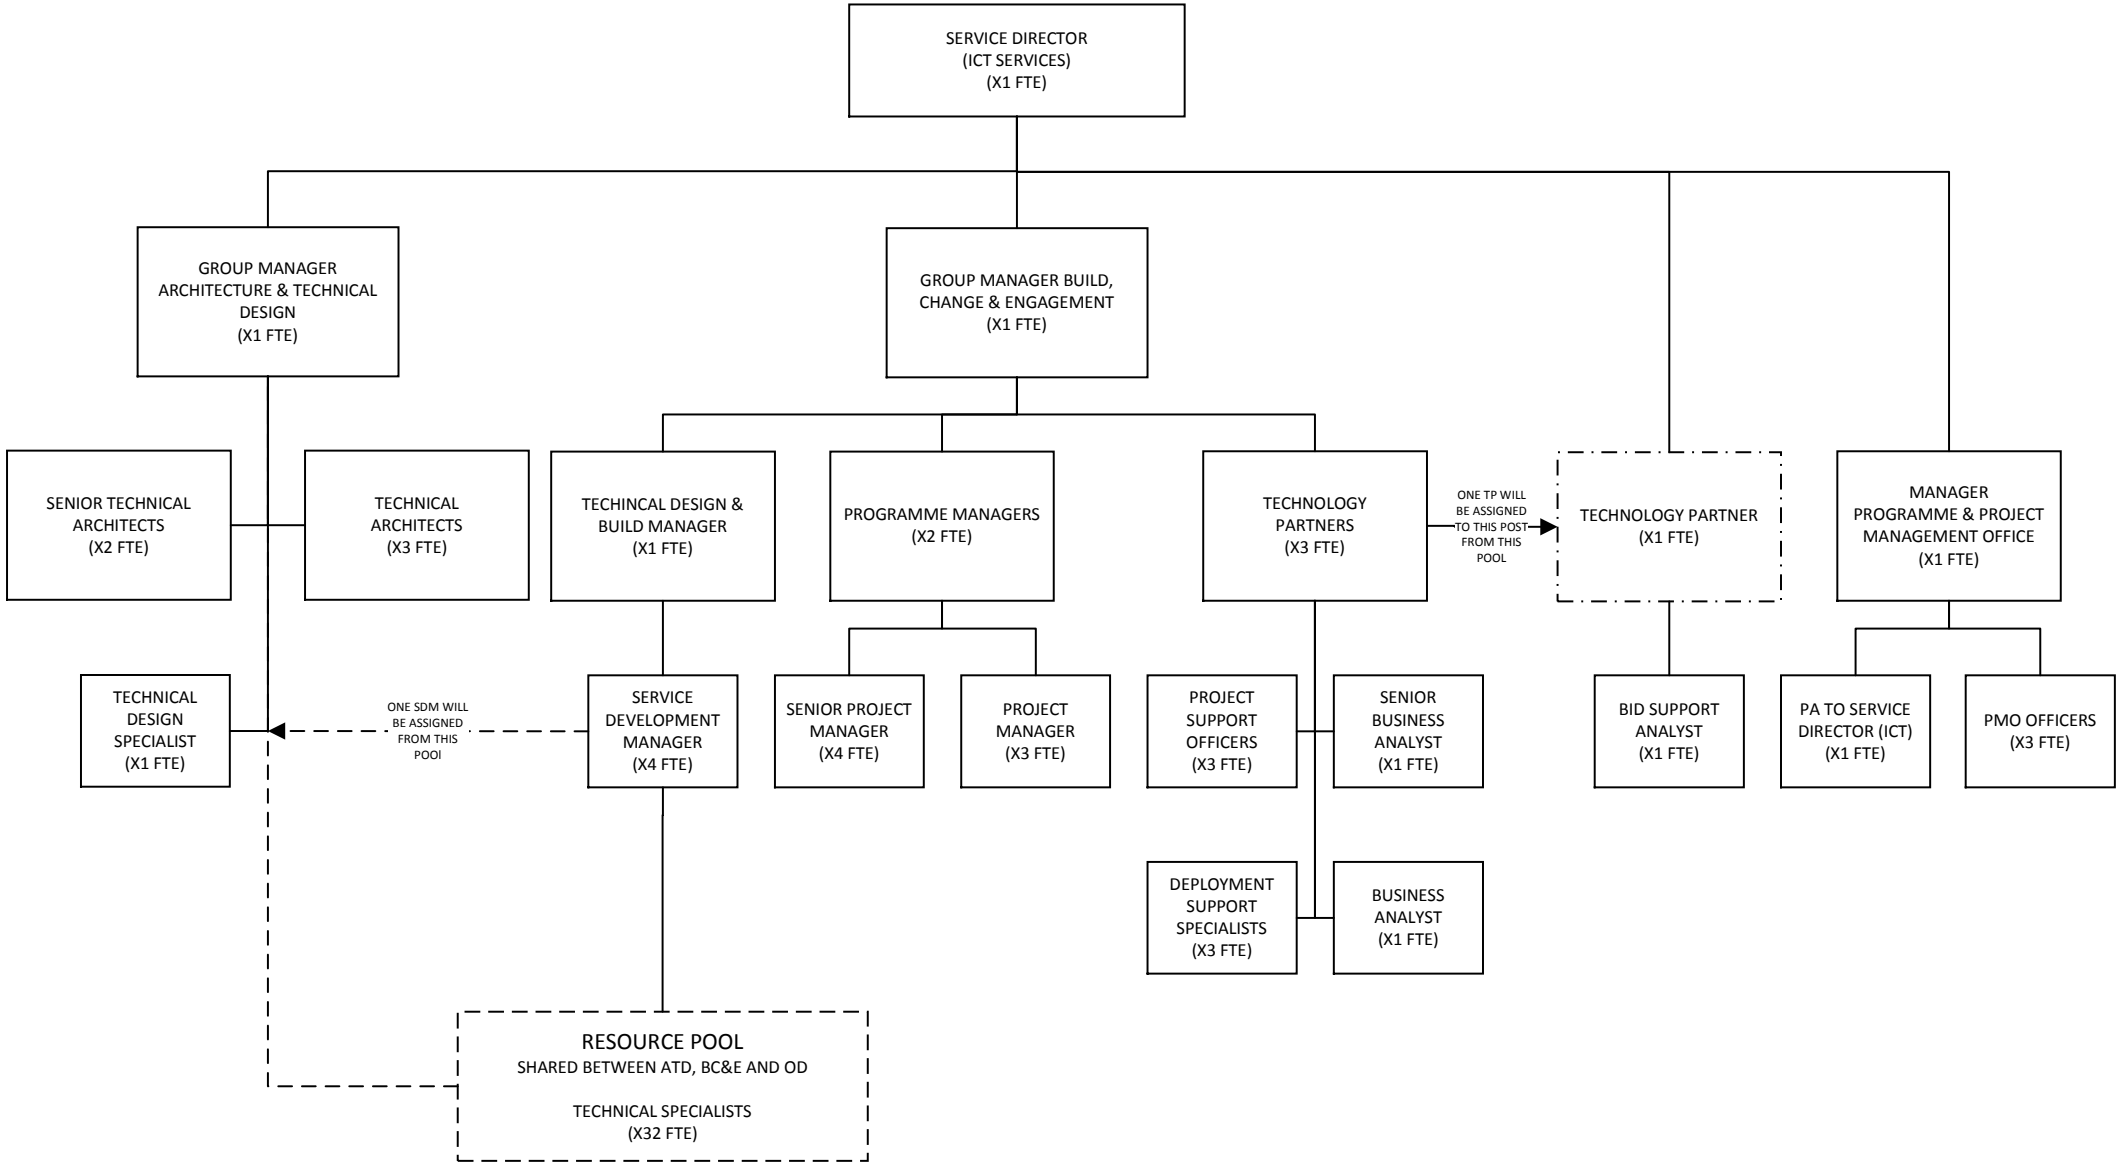 SERVICE DIRECTOR
(ICT SERVICES)
(X1 FTE)
GROUP MANAGER
ARCHITECTURE & TECHNICAL
DESIGN
(X1 FTE)
GROUP MANAGER BUILD,
CHANGE & ENGAGEMENT
(X1 FTE)
SENIOR TECHNICAL
ARCHITECTS
(X2 FTE)
TECHNICAL
ARCHITECTS
(X3 FTE)
TECHINCAL DESIGN &
BUILD MANAGER
(X1 FTE)
PROGRAMME MANAGERS
(X2 FTE)
TECHNOLOGY
PARTNERS
(X3 FTE)
ONE TP WILL
BE ASSIGNED
TO THIS POST
FROM THIS
POOL
TECHNOLOGY PARTNER
(X1 FTE)
MANAGER
PROGRAMME & PROJECT
MANAGEMENT OFFICE
(X1 FTE)
TECHNICAL
DESIGN
SPECIALIST
(X1 FTE)
ONE SDM WILL
BE ASSIGNED
FROM THIS
POOl
SERVICE
DEVELOPMENT
MANAGER
(X4 FTE)
SENIOR PROJECT
MANAGER
(X4 FTE)
PROJECT
MANAGER
(X3 FTE)
PROJECT
SUPPORT
OFFICERS
(X3 FTE)
SENIOR
BUSINESS
ANALYST
(X1 FTE)
BID SUPPORT
ANALYST
(X1 FTE)
PA TO SERVICE
DIRECTOR (ICT)
(X1 FTE)
PMO OFFICERS
(X3 FTE)
DEPLOYMENT
SUPPORT
SPECIALISTS
(X3 FTE)
BUSINESS
ANALYST
(X1 FTE)
RESOURCE POOL
SHARED BETWEEN ATD, BC&E AND OD
TECHNICAL SPECIALISTS
(X32 FTE)